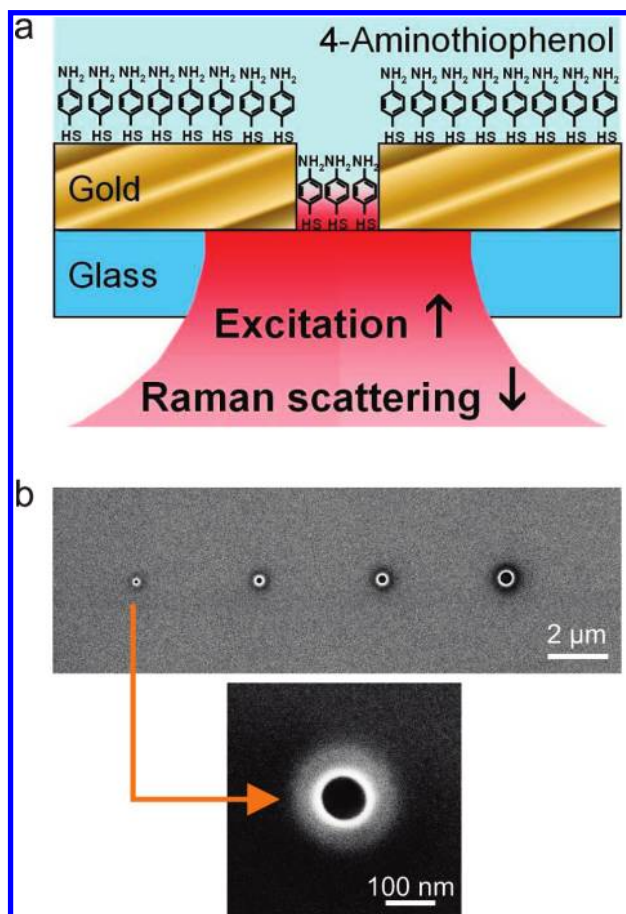 a
4-Aminothiophenol
NH2 NH2 NH2 NH2 NH2 NH2 NH2 NH2 NH2 NH2 NH2 NH2 NH2 NH2 NH2 NH2
HS HS HS HS HS HS HS HS HS HS HS HS HS HS HS HS
NH2 NH2 NH2
Gold
HS HS HS
Glass
Excitation ↑
Raman scattering ↓
b
2 µm
100 nm